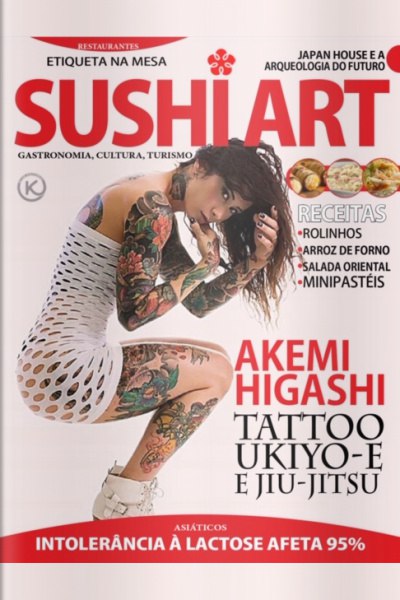 RESTAURANTES
ETIQUETA NA MESA
JAPAN HOUSE E A
ARQUEOLOGIA DO FUTURO
SUSHI ART
GASTRONOMIA, CULTURA, TURISMO
K
RECEITAS
•ROLINHOS
•ARROZ DE FORNO
•SALADA ORIENTAL
•MINIPASTÉIS
AKEMI
HIGASHI
TATTOO
UKIYO-E
E JIU-JITSU
ASIÁTICOS
INTOLERÂNCIA À LACTOSE AFETA 95%